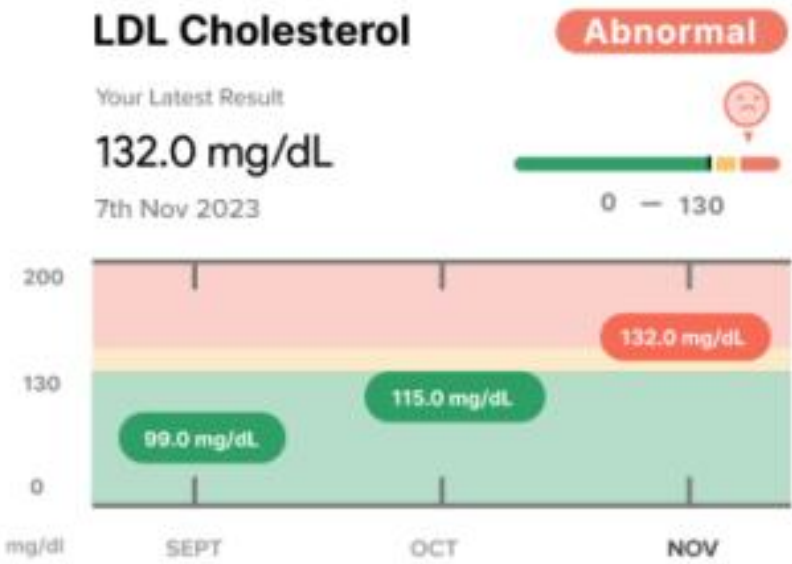 LDL Cholesterol
Abnormal
Your Latest Result
132.0 mg/dL
7th Nov 2023
0 — 130
200
132.0 mg/dL
130
115.0 mg/dL
99.0 mg/dL
0
mg/dl
SEPT
OCT
NOV